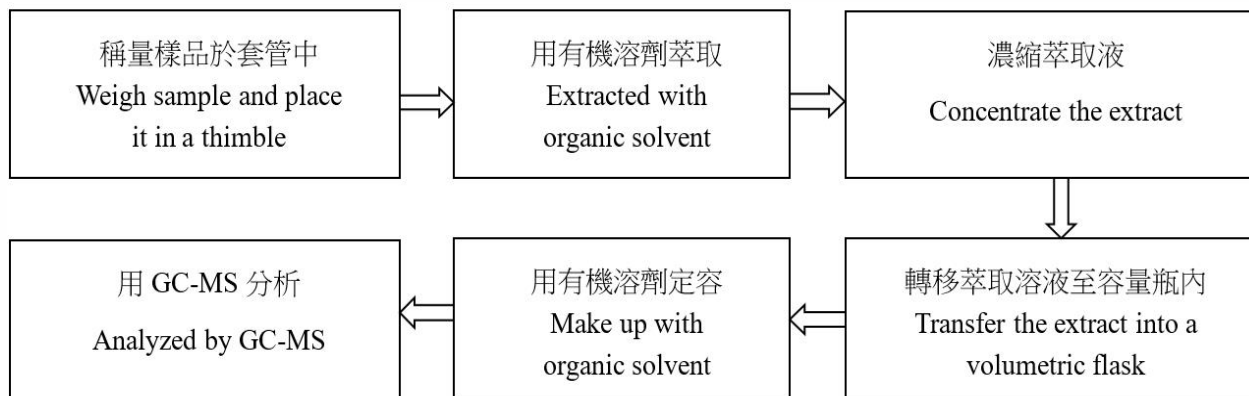 稱量樣品於套管中
Weigh sample and place
it in a thimble
用有機溶劑萃取
Extracted with
organic solvent
濃縮萃取液
Concentrate the extract
轉移萃取溶液至容量瓶內
Transfer the extract into a
volumetric flask
用有機溶劑定容
Make up with
organic solvent
用 GC-MS 分析
Analyzed by GC-MS